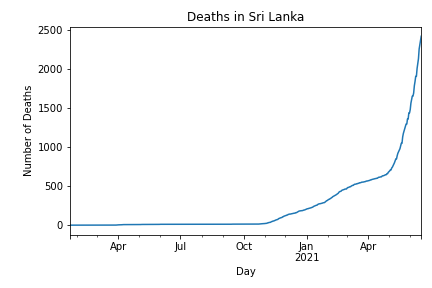 Deaths in Sri Lanka
2500
2000
1500
1000
500
0
Number of Deaths
Apr Jul Oct Jan Apr
2021
Day